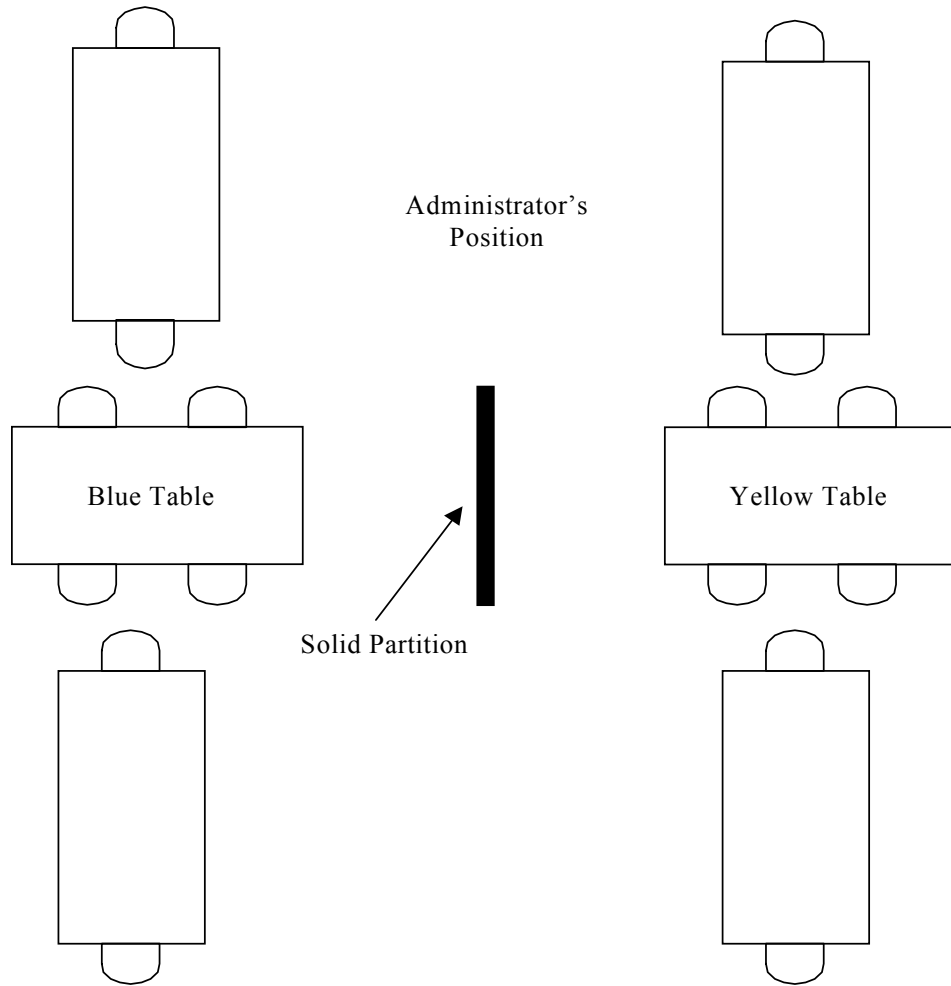 Administrator’s
Position
Blue Table
Yellow Table
Solid Partition